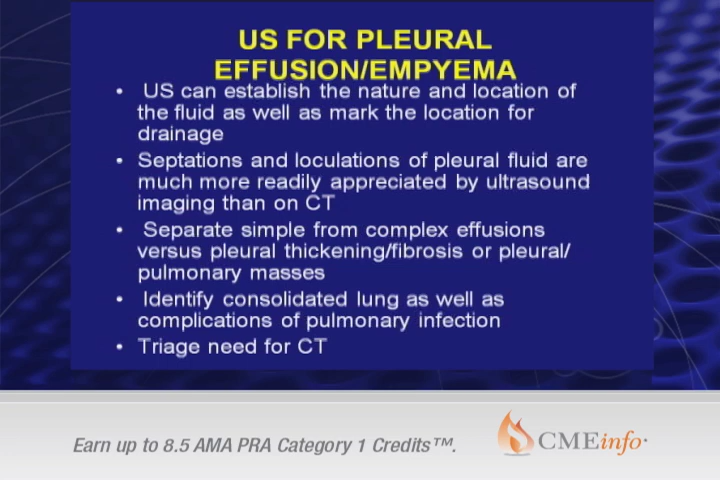 US FOR PLEURAL
EFFUSION/EMPYEMA
• US can establish the nature and location of
the fluid as well as mark the location for
drainage
• Septations and loculations of pleural fluid are
much more readily appreciated by ultrasound
imaging than on CT
• Separate simple from complex effusions
versus pleural thickening/fibrosis or pleural/
pulmonary masses
• Identify consolidated lung as well as
complications of pulmonary infection
• Triage need for CT
Earn up to 8.5 AMA PRA Category 1 Credits™.
CMEinfo